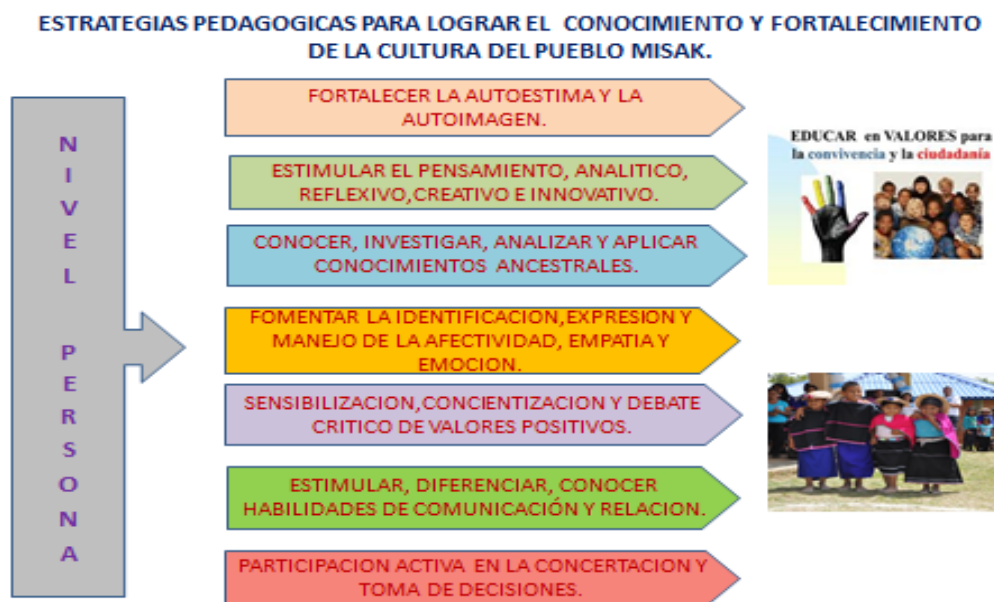 ESTRATEGIAS PEDAGOGICAS PARA LOGRAR EL CONOCIMIENTO Y FORTALECIMIENTO
DE LA CULTURA DEL PUEBLO MISAK.
NIVEL PERSONA
FORTALECER LA AUTOESTIMA Y LA
AUTOIMAGEN.
ESTIMULAR EL PENSAMIENTO, ANALITICO,
REFLEXIVO,CREATIVO E INNOVATIVO.
CONOCER, INVESTIGAR, ANALIZAR Y APLICAR
CONOCIMIENTOS ANCESTRALES.
FOMENTAR LA IDENTIFICACION,EXPRESION Y
MANEJO DE LA AFECTIVIDAD, EMPATIA Y
EMOCION.
SENSIBILIZACION,CONCIENTIZACION Y DEBATE
CRITICO DE VALORES POSITIVOS.
ESTIMULAR, DIFERENCIAR, CONOCER
HABILIDADES DE COMUNICACIÓN Y RELACION.
PARTICIPACION ACTIVA EN LA CONCERTACION Y
TOMA DE DECISIONES.
EDUCAR en VALORES para
la convivencia y la ciudadanía